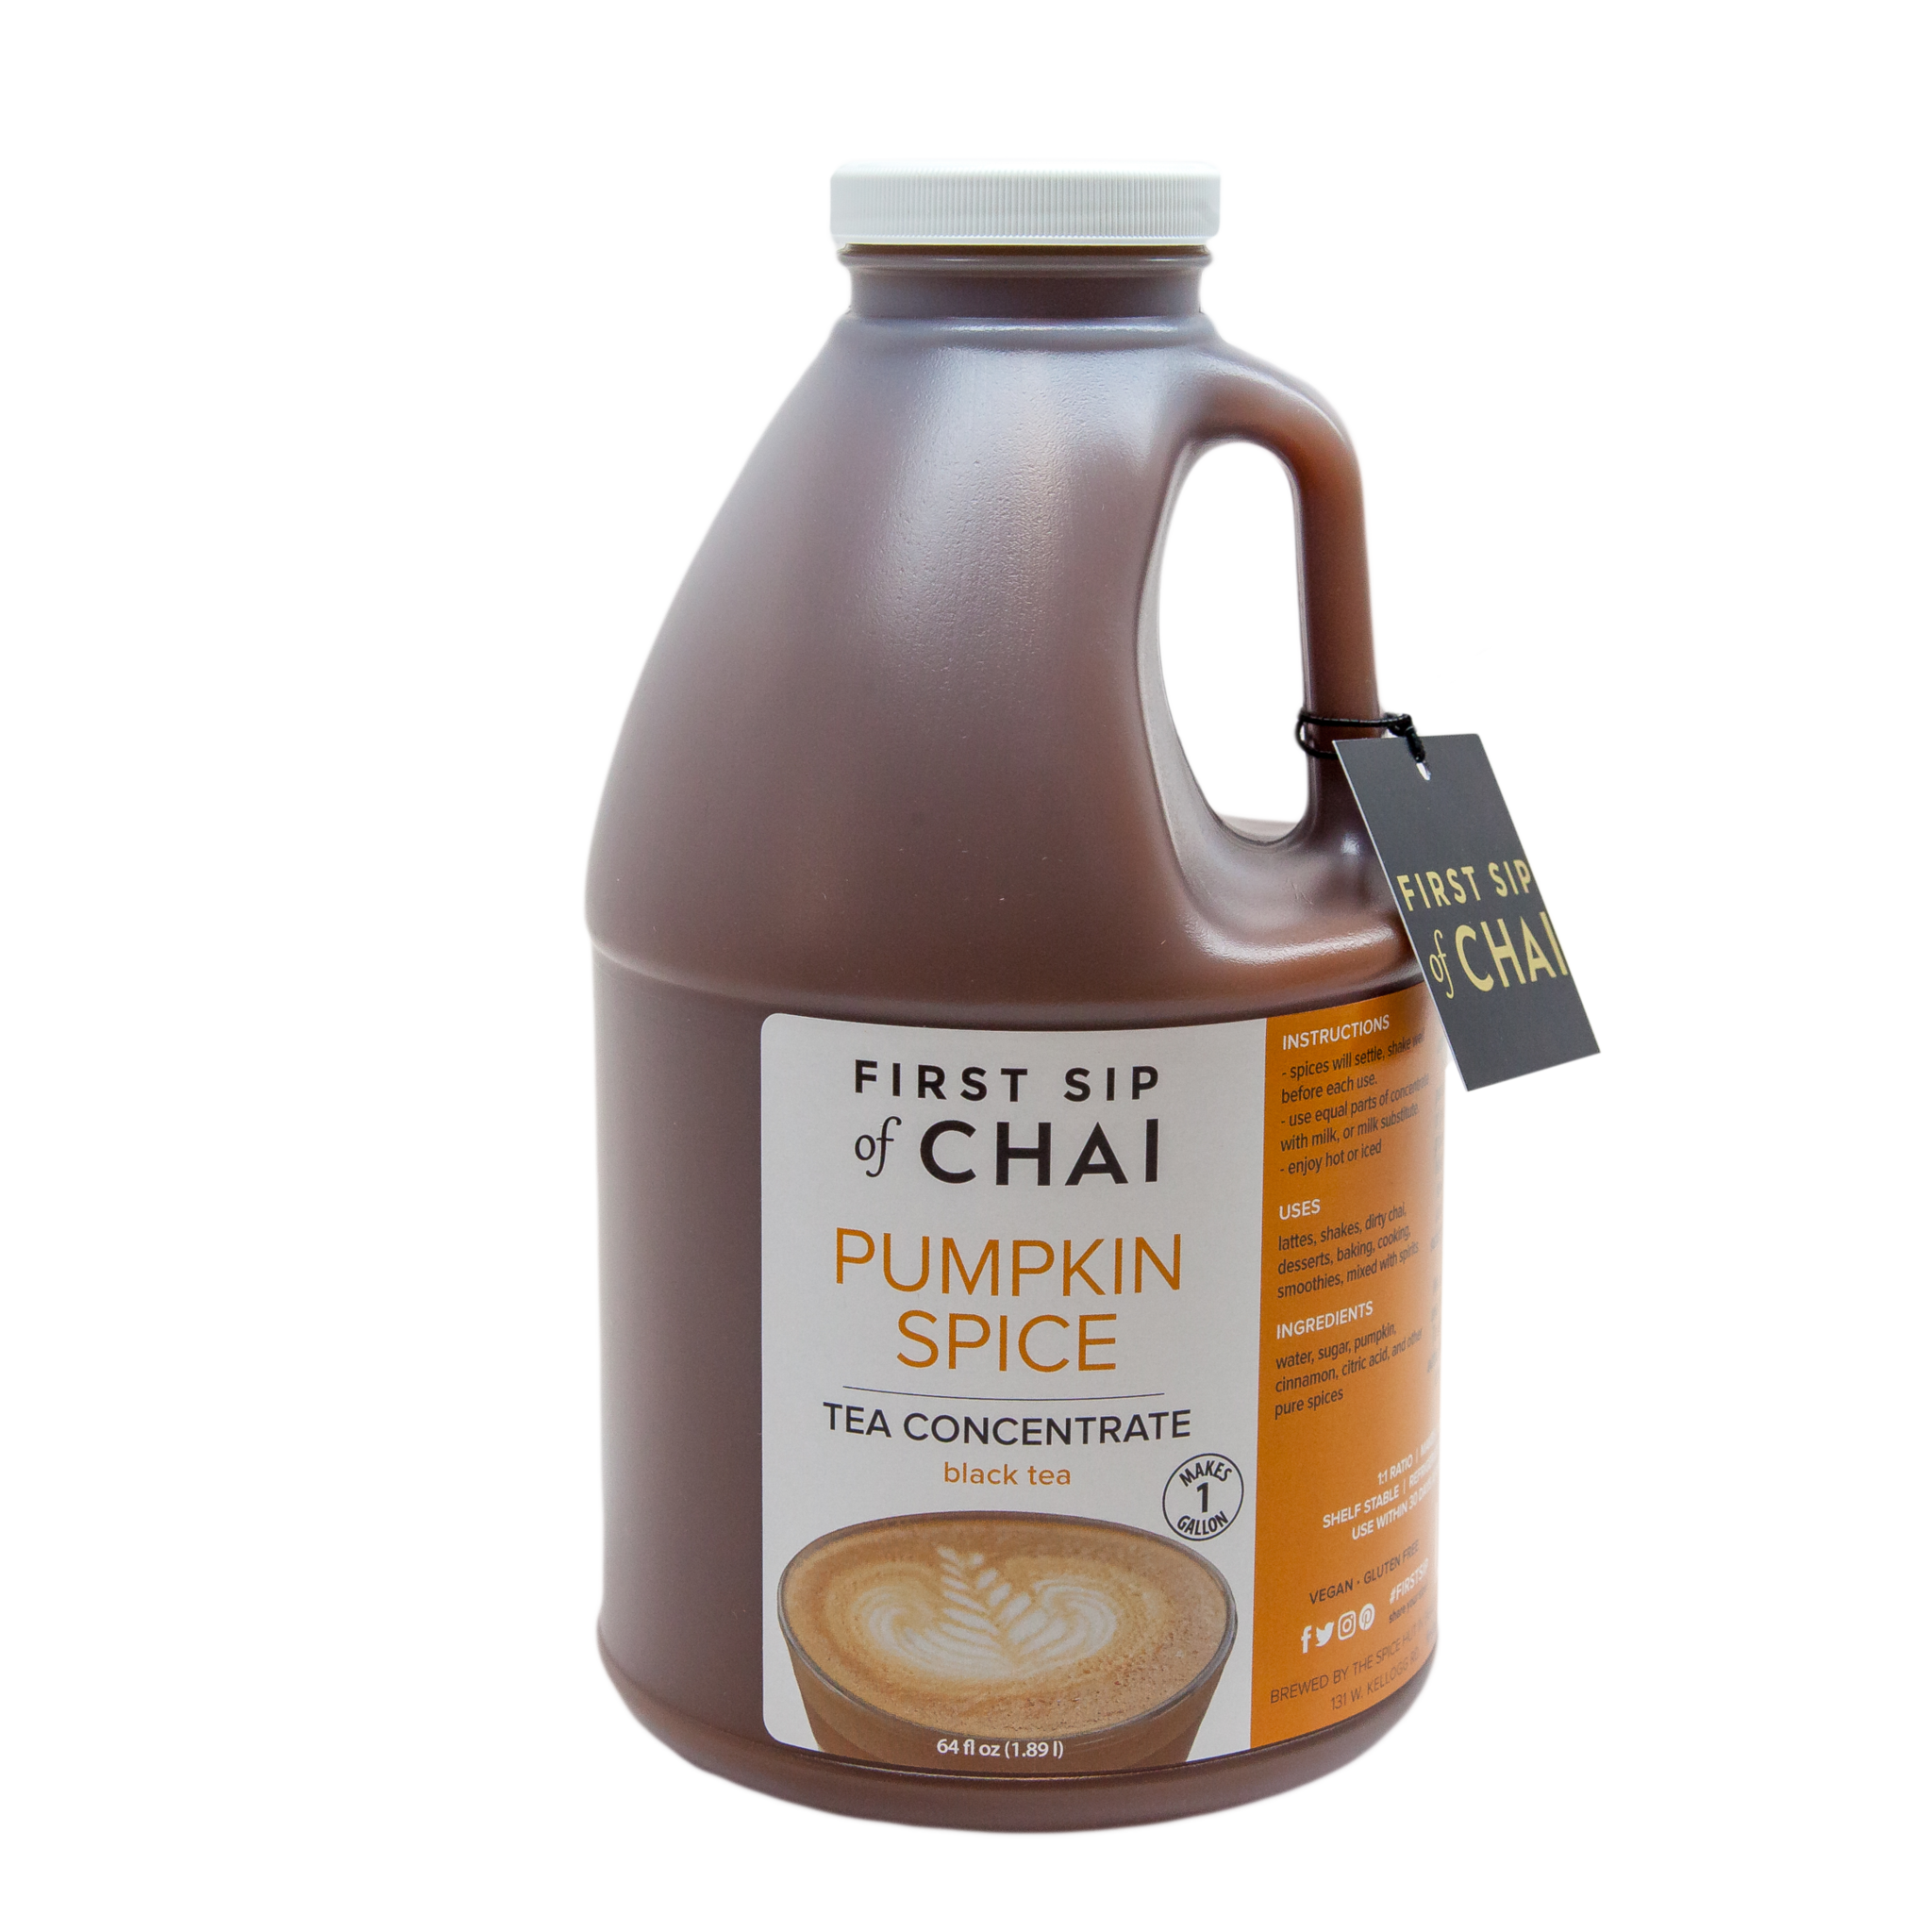 FIRST SIP
of CHAI
FIRST SIP
of CHAI
PUMPKIN
SPICE
TEA CONCENTRATE
black tea
MAKES
1
GALLON
64 fl oz (1.89 l)
INSTRUCTIONS
- spices will settle, shake well
before each use.
- use equal parts of concentrate
with milk, or milk substitute
- enjoy hot or iced
USES
lattes, shakes, dirty chai,
desserts, baking, cooking,
smoothies, mixed with spirits
INGREDIENTS
water, sugar, pumpkin,
cinnamon, citric acid, and other
pure spices
1:1 RATIO |
SHELF STABLE |
USE WITHIN 30
VEGAN · GLUTEN FREE
#FIRSTSIP
share your
BREWED BY THE SPICE
131 W. KELLOGG